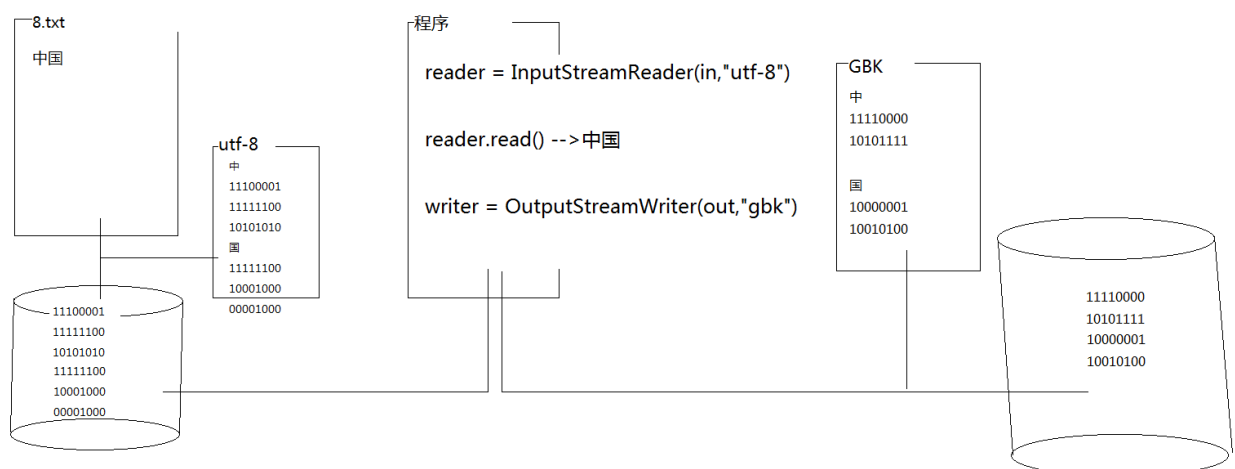 8.txt
中国
utf-8
中
11100001
11111100
10101010
国
11111100
10001000
00001000
11100001
11111100
10101010
11111100
10001000
00001000
程序
reader = InputStreamReader(in,"utf-8")
reader.read() -->中国
writer = OutputStreamWriter(out,"gbk")
GBK
中
11110000
10101111
国
10000001
10010100
11110000
10101111
10000001
10010100